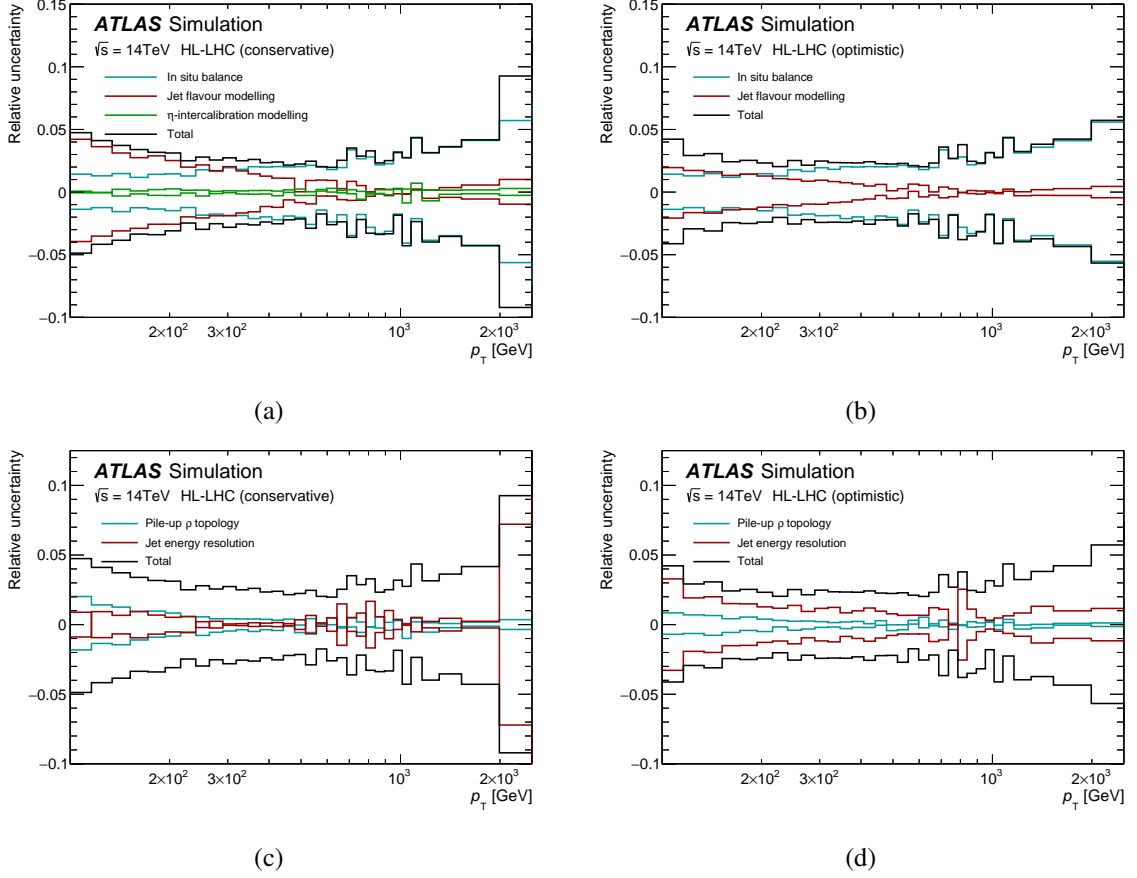 0.15
0.1
0.05
0
−0.05
−0.1
Relative uncertainty
ATLAS Simulation
√s = 14TeV HL-LHC (conservative)
In situ balance
Jet flavour modelling
η-intercalibration modelling
Total
2×10² 3×10² 10³ 2×10³
p_T [GeV]
(a)
0.15
0.1
0.05
0
−0.05
−0.1
Relative uncertainty
ATLAS Simulation
√s = 14TeV HL-LHC (optimistic)
In situ balance
Jet flavour modelling
Total
2×10² 3×10² 10³ 2×10³
p_T [GeV]
(b)
0.1
0.05
0
−0.05
−0.1
Relative uncertainty
ATLAS Simulation
√s = 14TeV HL-LHC (conservative)
Pile-up ρ topology
Jet energy resolution
Total
2×10² 3×10² 10³ 2×10³
p_T [GeV]
(c)
0.1
0.05
0
−0.05
−0.1
Relative uncertainty
ATLAS Simulation
√s = 14TeV HL-LHC (optimistic)
Pile-up ρ topology
Jet energy resolution
Total
2×10² 3×10² 10³ 2×10³
p_T [GeV]
(d)